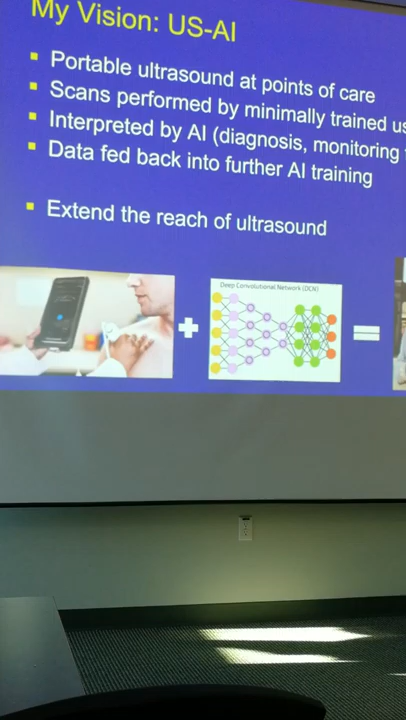 My Vision: US-AI
Portable ultrasound at points of care
Scans performed by minimally trained
Interpreted by AI (diagnosis, monitoring
Data fed back into further AI training
Extend the reach of ultrasound
Deep Convolutional Network (DCN)